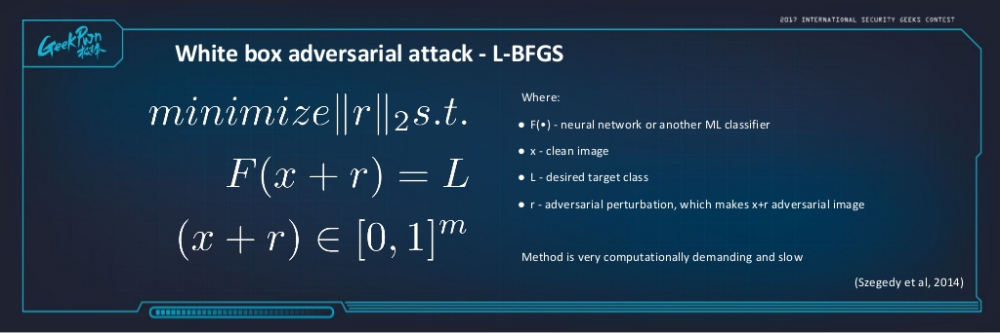 2017 INTERNATIONAL SECURITY GEEKS CONTEST
GeekPwn
极棒
White box adversarial attack - L-BFGS
minimize‖r‖₂s.t.
F(x + r) = L
(x + r) ∈ [0, 1]ᵐ
Where:
• F(•) - neural network or another ML classifier
• x - clean image
• L - desired target class
• r - adversarial perturbation, which makes x+r adversarial image
Method is very computationally demanding and slow
(Szegedy et al, 2014)